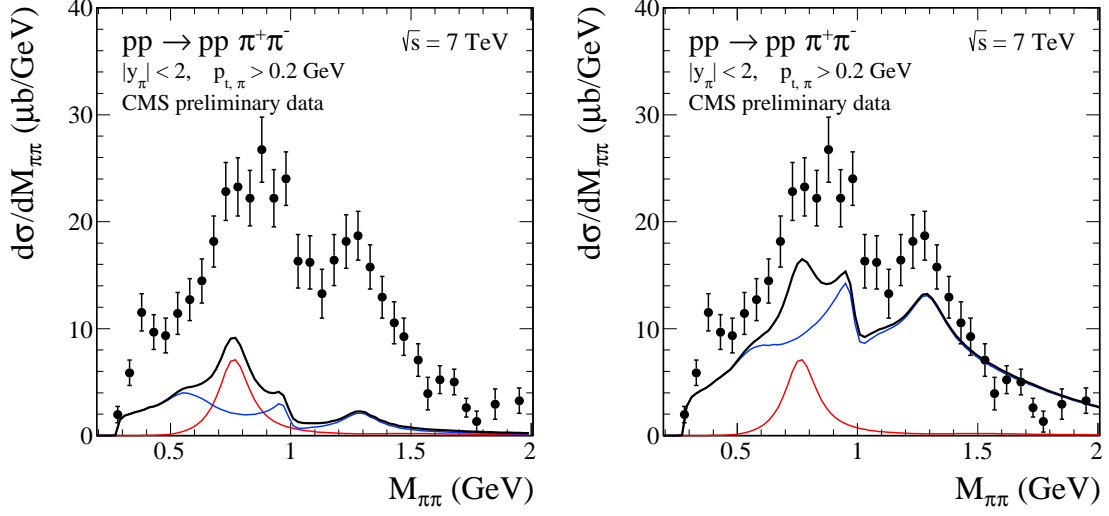 dσ/dM_ππ (μb/GeV)
40
30
20
10
0
pp → pp π⁺π⁻
√s = 7 TeV
|y_π| < 2, p_t, π > 0.2 GeV
CMS preliminary data
0.5
1
1.5
2
M_ππ (GeV)
dσ/dM_ππ (μb/GeV)
40
30
20
10
0
pp → pp π⁺π⁻
√s = 7 TeV
|y_π| < 2, p_t, π > 0.2 GeV
CMS preliminary data
0.5
1
1.5
2
M_ππ (GeV)